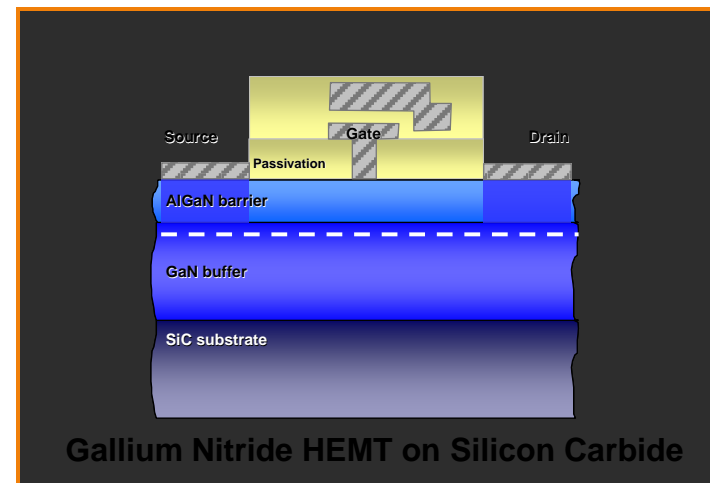 Source
Gate
Drain
Passivation
AlGaN barrier
GaN buffer
SiC substrate
Gallium Nitride HEMT on Silicon Carbide